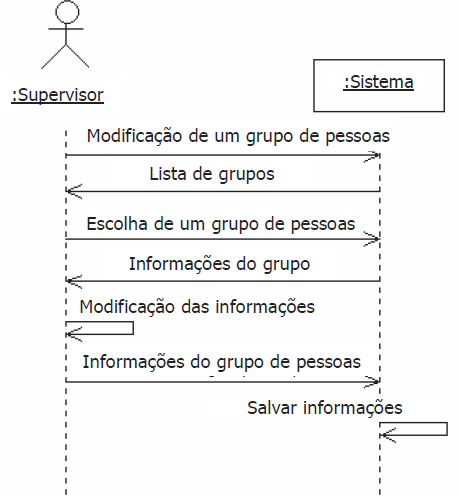 :Supervisor
:Sistema
Modificação de um grupo de pessoas
Lista de grupos
Escolha de um grupo de pessoas
Informações do grupo
Modificação das informações
Informações do grupo de pessoas
Salvar informações